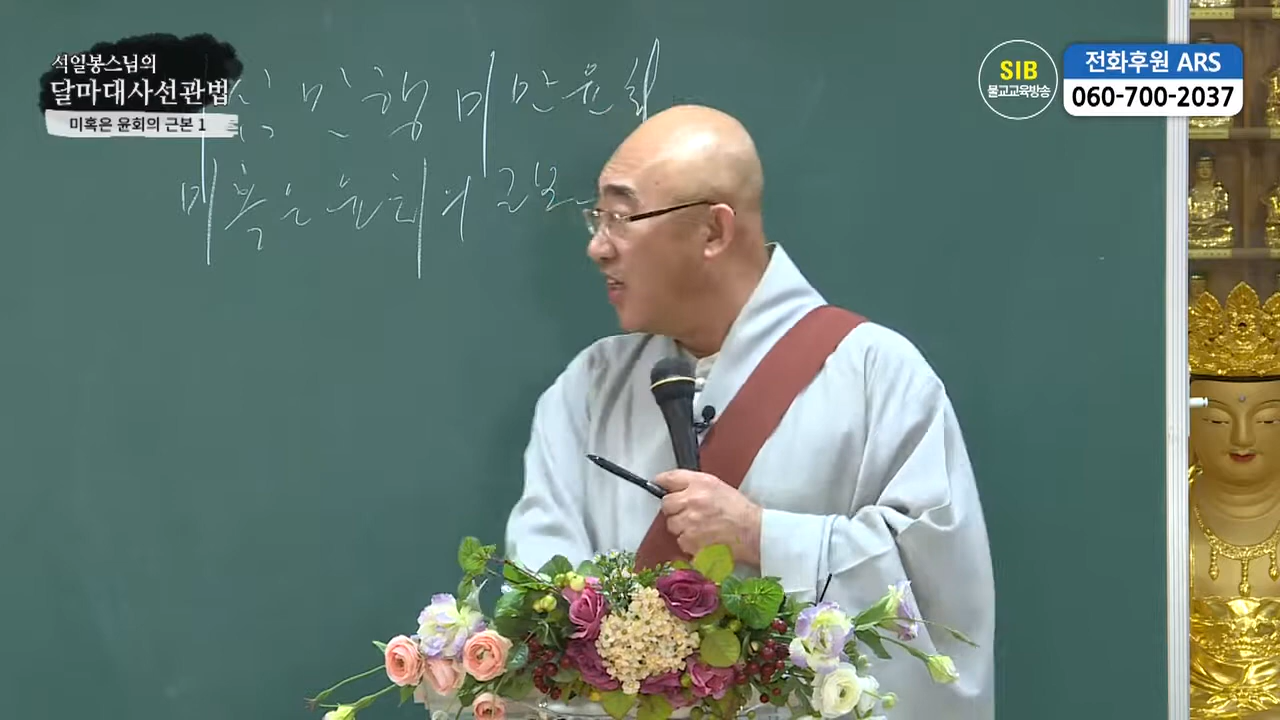 석일봉스님의
달마대사선관법
미혹은 윤회의 근본 1
SIB
불교교육방송
전화후원 ARS
060-700-2037
미혹은 윤회의 근본